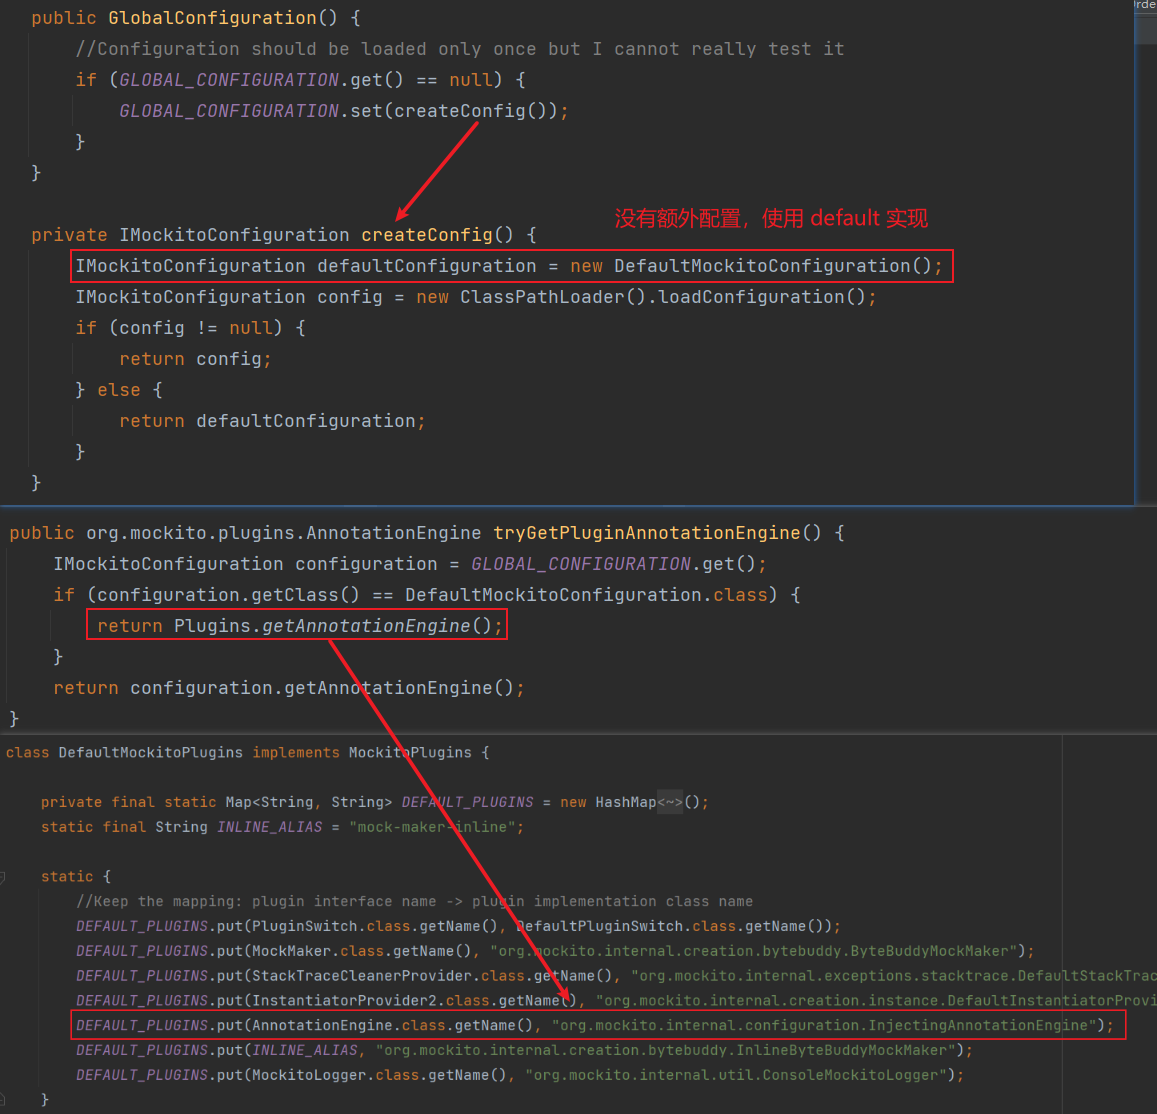 rde
public GlobalConfiguration() {
//Configuration should be loaded only once but I cannot really test it
if (GLOBAL_CONFIGURATION.get() == null) {
GLOBAL_CONFIGURATION.set(createConfig());
}
}
没有额外配置，使用 default 实现
private IMockitoConfiguration createConfig() {
IMockitoConfiguration defaultConfiguration = new DefaultMockitoConfiguration();
IMockitoConfiguration config = new ClassPathLoader().loadConfiguration();
if (config != null) {
return config;
} else {
return defaultConfiguration;
}
}
public org.mockito.plugins.AnnotationEngine tryGetPluginAnnotationEngine() {
IMockitoConfiguration configuration = GLOBAL_CONFIGURATION.get();
if (configuration.getClass() == DefaultMockitoConfiguration.class) {
return Plugins.getAnnotationEngine();
}
return configuration.getAnnotationEngine();
}
class DefaultMockitoPlugins implements MockitoPlugins {
private final static Map<String, String> DEFAULT_PLUGINS = new HashMap<~>();
static final String INLINE_ALIAS = "mock-maker-inline";
static {
//Keep the mapping: plugin interface name -> plugin implementation class name
DEFAULT_PLUGINS.put(PluginSwitch.class.getName(), DefaultPluginSwitch.class.getName());
DEFAULT_PLUGINS.put(MockMaker.class.getName(), "org.mockito.internal.creation.bytebuddy.ByteBuddyMockMaker");
DEFAULT_PLUGINS.put(StackTraceCleanerProvider.class.getName(), "org.mockito.internal.exceptions.stacktrace.DefaultStackTrac
DEFAULT_PLUGINS.put(InstantiatorProvider2.class.getName(), "org.mockito.internal.creation.instance.DefaultInstantiatorProvi
DEFAULT_PLUGINS.put(AnnotationEngine.class.getName(), "org.mockito.internal.configuration.InjectingAnnotationEngine");
DEFAULT_PLUGINS.put(INLINE_ALIAS, "org.mockito.internal.creation.bytebuddy.InlineByteBuddyMockMaker");
DEFAULT_PLUGINS.put(MockitoLogger.class.getName(), "org.mockito.internal.util.ConsoleMockitoLogger");
}